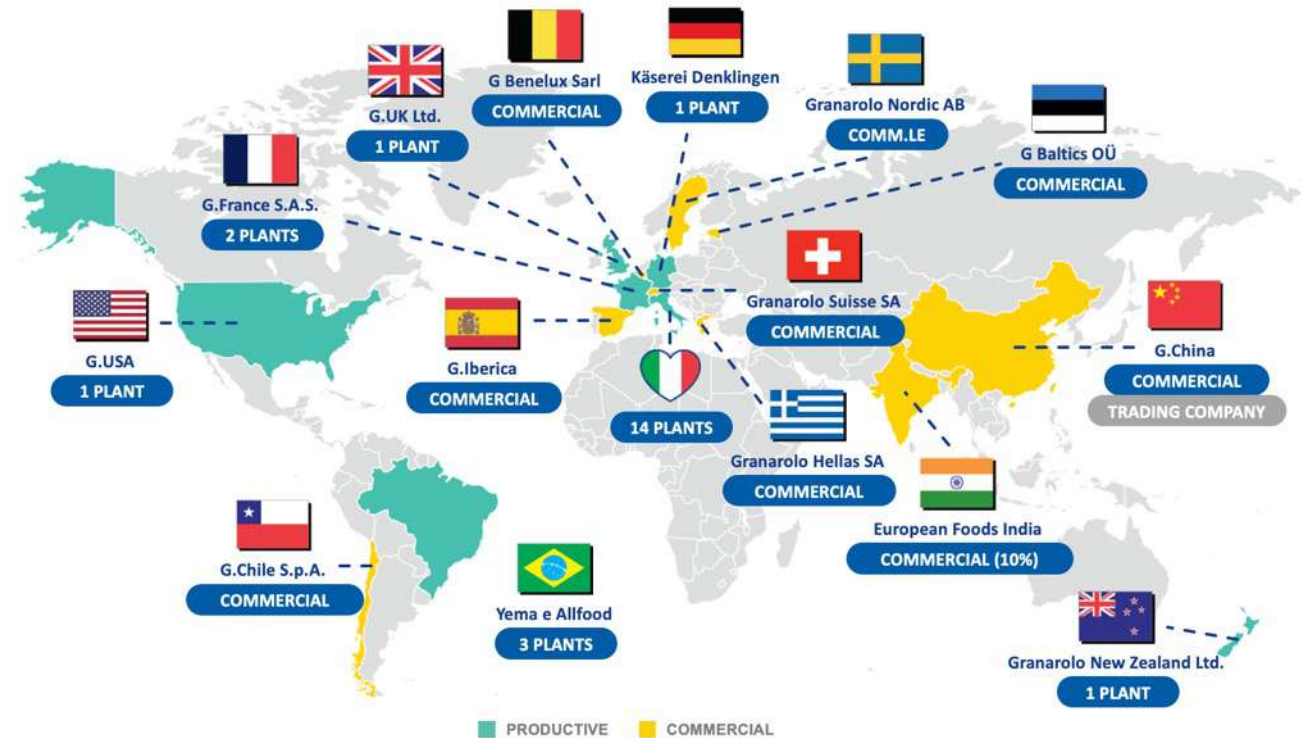 G Benelux Sarl
COMMERCIAL
Käserei Denklingen
1 PLANT
G.UK Ltd.
1 PLANT
Granarolo Nordic AB
COMM.LE
G Baltics OÜ
COMMERCIAL
G.France S.A.S.
2 PLANTS
Granarolo Suisse SA
COMMERCIAL
G.USA
1 PLANT
G.Iberica
COMMERCIAL
G.China
COMMERCIAL
TRADING COMPANY
14 PLANTS
Granarolo Hellas SA
COMMERCIAL
European Foods India
COMMERCIAL (10%)
G.Chile S.p.A.
COMMERCIAL
Yema e Allfood
3 PLANTS
Granarolo New Zealand Ltd.
1 PLANT
PRODUCTIVE
COMMERCIAL